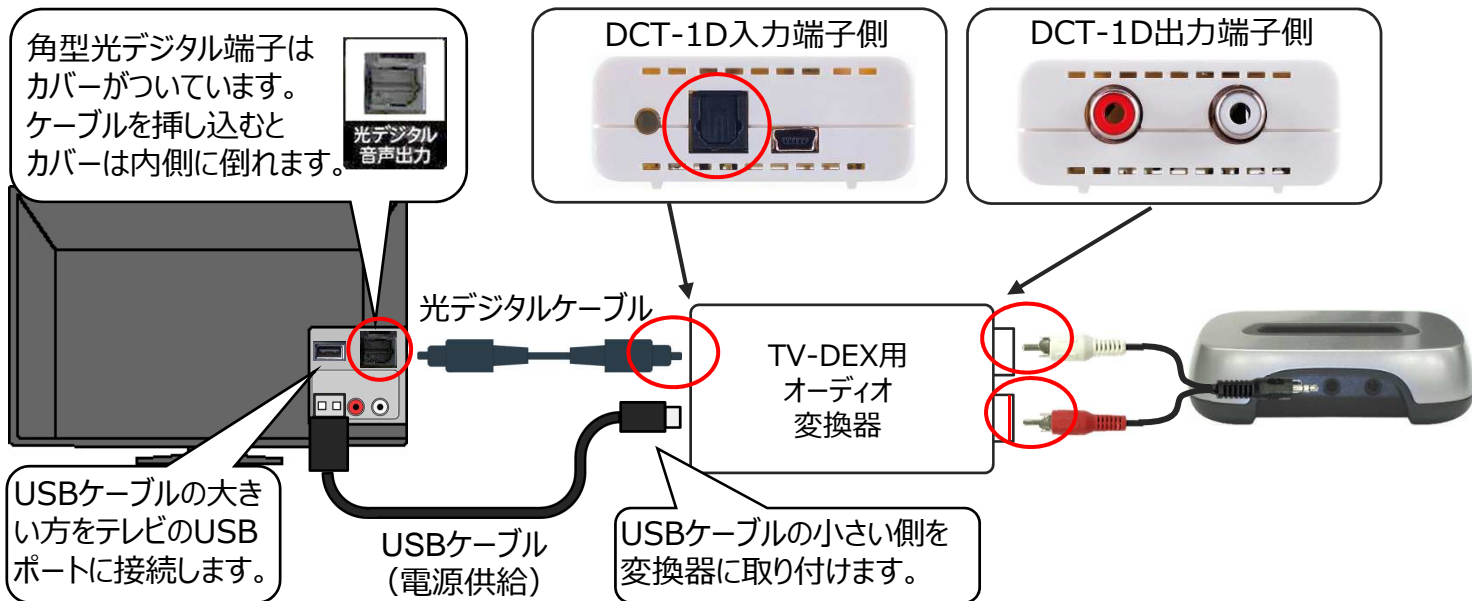 角型光デジタル端子は
カバーがついています。
ケーブルを挿し込むと
カバーは内側に倒れます。
光デジタル
音声出力
DCT-1D入力端子側
DCT-1D出力端子側
光デジタルケーブル
TV-DEX用
オーディオ
変換器
USBケーブルの大き
い方をテレビのUSB
ポートに接続します。
USBケーブル
（電源供給）
USBケーブルの小さい側を
変換器に取り付けます。